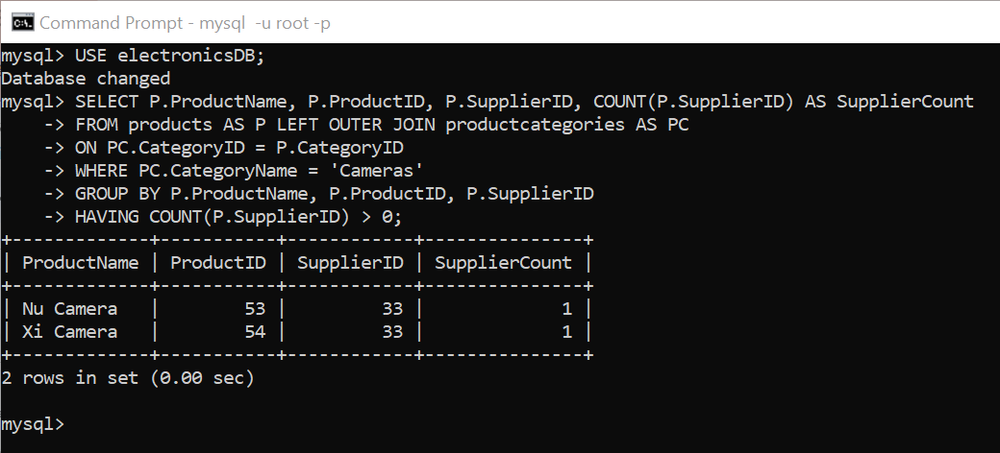 Command Prompt - mysql  -u root -p
mysql> USE electronicsDB;
Database changed
mysql> SELECT P.ProductName, P.ProductID, P.SupplierID, COUNT(P.SupplierID) AS SupplierCount
    -> FROM products AS P LEFT OUTER JOIN productcategories AS PC
    -> ON PC.CategoryID = P.CategoryID
    -> WHERE PC.CategoryName = 'Cameras'
    -> GROUP BY P.ProductName, P.ProductID, P.SupplierID
    -> HAVING COUNT(P.SupplierID) > 0;
+-------------+-----------+------------+---------------+
| ProductName | ProductID | SupplierID | SupplierCount |
+-------------+-----------+------------+---------------+
| Nu Camera   |        53 |         33 |             1 |
| Xi Camera   |        54 |         33 |             1 |
+-------------+-----------+------------+---------------+
2 rows in set (0.00 sec)
mysql>